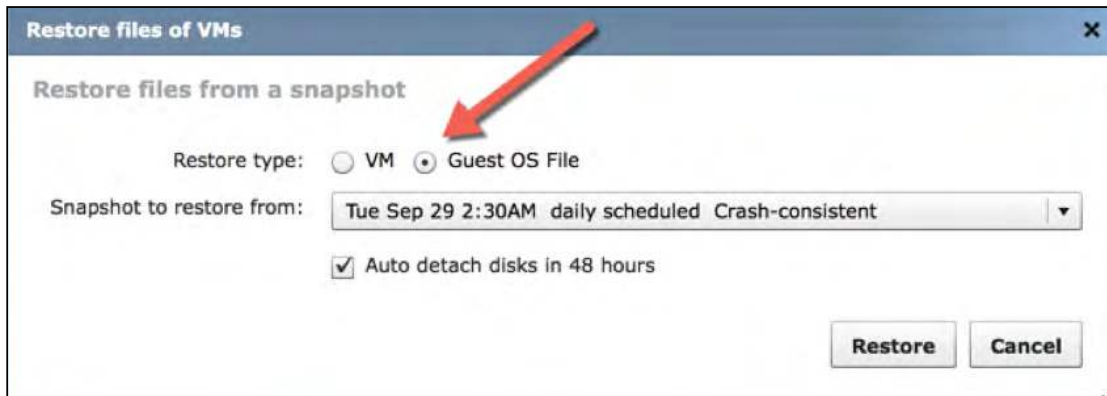 Restore files of VMs
Restore files from a snapshot
Restore type: VM Guest OS File
Snapshot to restore from: Tue Sep 29 2:30AM daily scheduled Crash-consistent
Auto detach disks in 48 hours
Restore Cancel